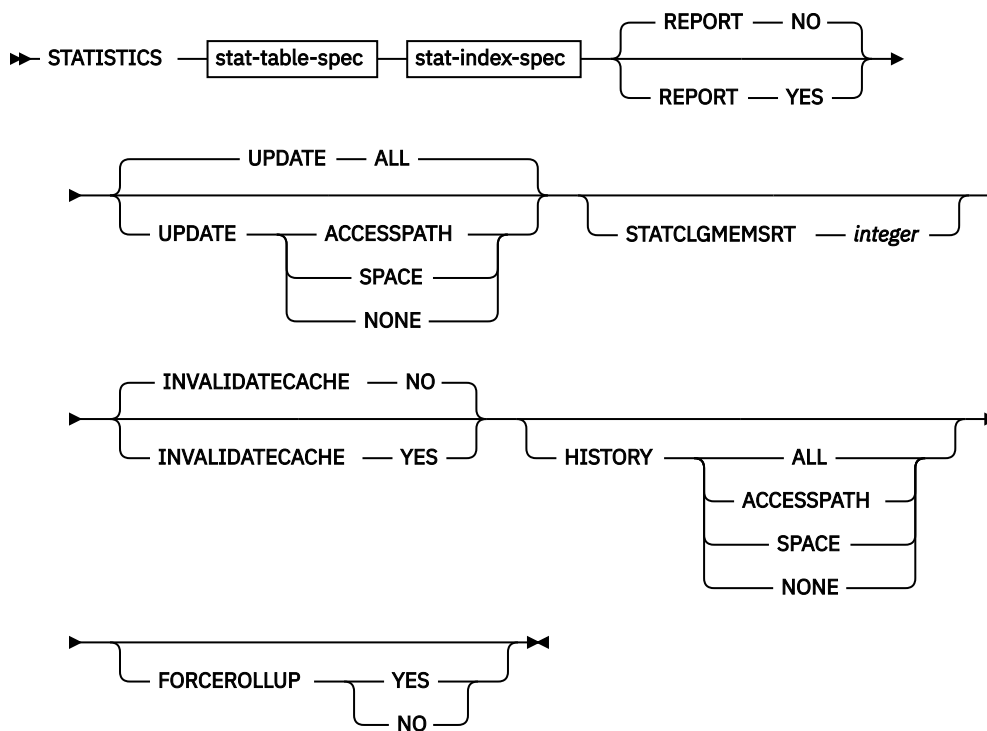 REPORT NO
STATISTICS stat-table-spec stat-index-spec
REPORT YES
UPDATE ALL
UPDATE ACCESSPATH
STATCLGMEMSRT integer
SPACE
NONE
INVALIDATECACHE NO
INVALIDATECACHE YES
HISTORY ALL
ACCESSPATH
SPACE
NONE
FORCEROLLUP YES
NO